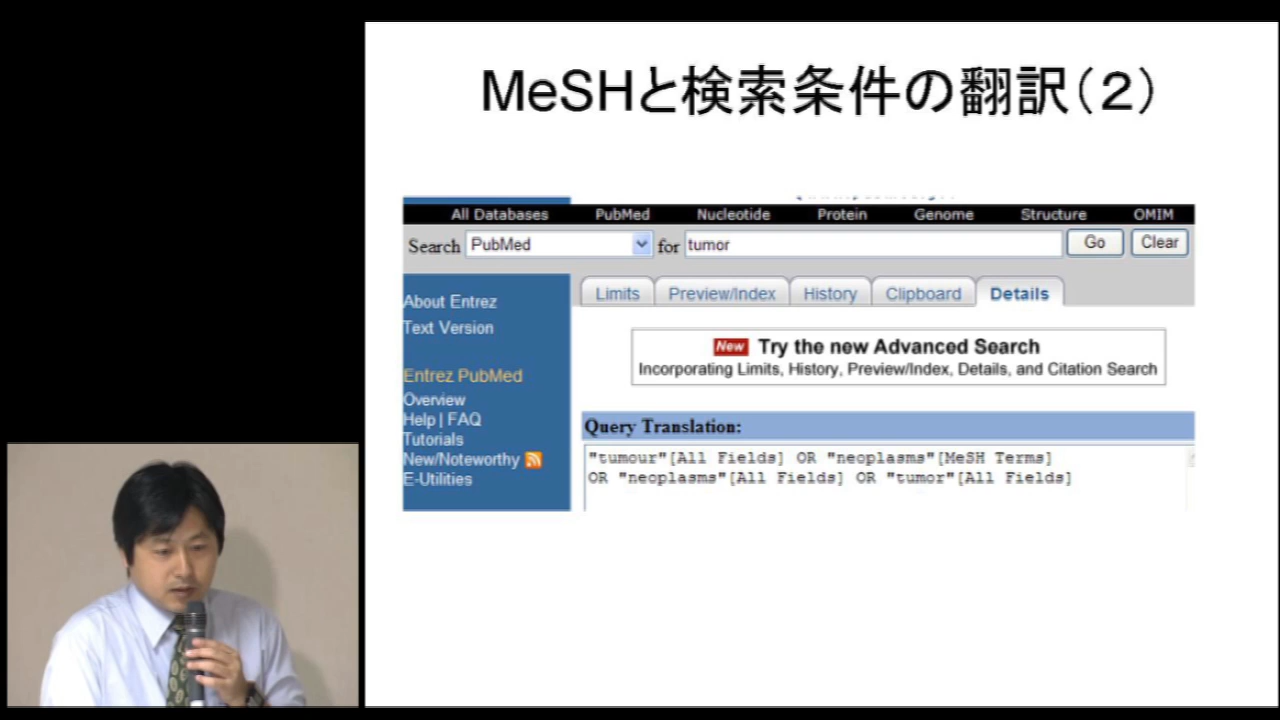 MeSHと検索条件の翻訳(2)
All Databases PubMed Nucleotide Protein Genome Structure OMIM
Search PubMed for tumor Go Clear
Limits Preview/Index History Clipboard Details
About Entrez
Text Version
New Try the new Advanced Search
Incorporating Limits, History, Preview/Index, Details, and Citation Search
Entrez PubMed
Overview
Help | FAQ
Tutorials
New/Noteworthy
E-Utilities
Query Translation:
"tumour"[All Fields] OR "neoplasms"[MeSH Terms]
OR "neoplasms"[All Fields] OR "tumor"[All Fields]